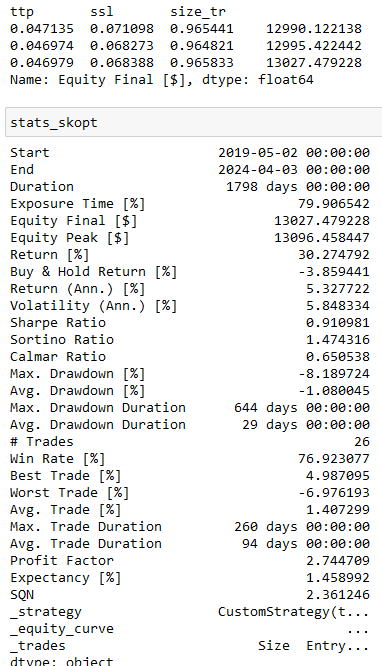 ttp ssl size_tr
0.047135 0.071098 0.965441 12990.122138
0.046974 0.068273 0.964821 12995.422442
0.046979 0.068388 0.965833 13027.479228
Name: Equity Final [$], dtype: float64
stats_skopt
Start 2019-05-02 00:00:00
End 2024-04-03 00:00:00
Duration 1798 days 00:00:00
Exposure Time [%] 79.906542
Equity Final [$] 13027.479228
Equity Peak [$] 13096.458447
Return [%] 30.274792
Buy & Hold Return [%] -3.859441
Return (Ann.) [%] 5.327722
Volatility (Ann.) [%] 5.848334
Sharpe Ratio 0.910981
Sortino Ratio 1.474316
Calmar Ratio 0.650538
Max. Drawdown [%] -8.189724
Avg. Drawdown [%] -1.080045
Max. Drawdown Duration 644 days 00:00:00
Avg. Drawdown Duration 29 days 00:00:00
# Trades 26
Win Rate [%] 76.923077
Best Trade [%] 4.987095
Worst Trade [%] -6.976193
Avg. Trade [%] 1.407299
Max. Trade Duration 260 days 00:00:00
Avg. Trade Duration 94 days 00:00:00
Profit Factor 2.744709
Expectancy [%] 1.458992
SQN 2.361246
_strategy CustomStrategy(t...
_equity_curve ...
_trades Size Entry...
dtype: object